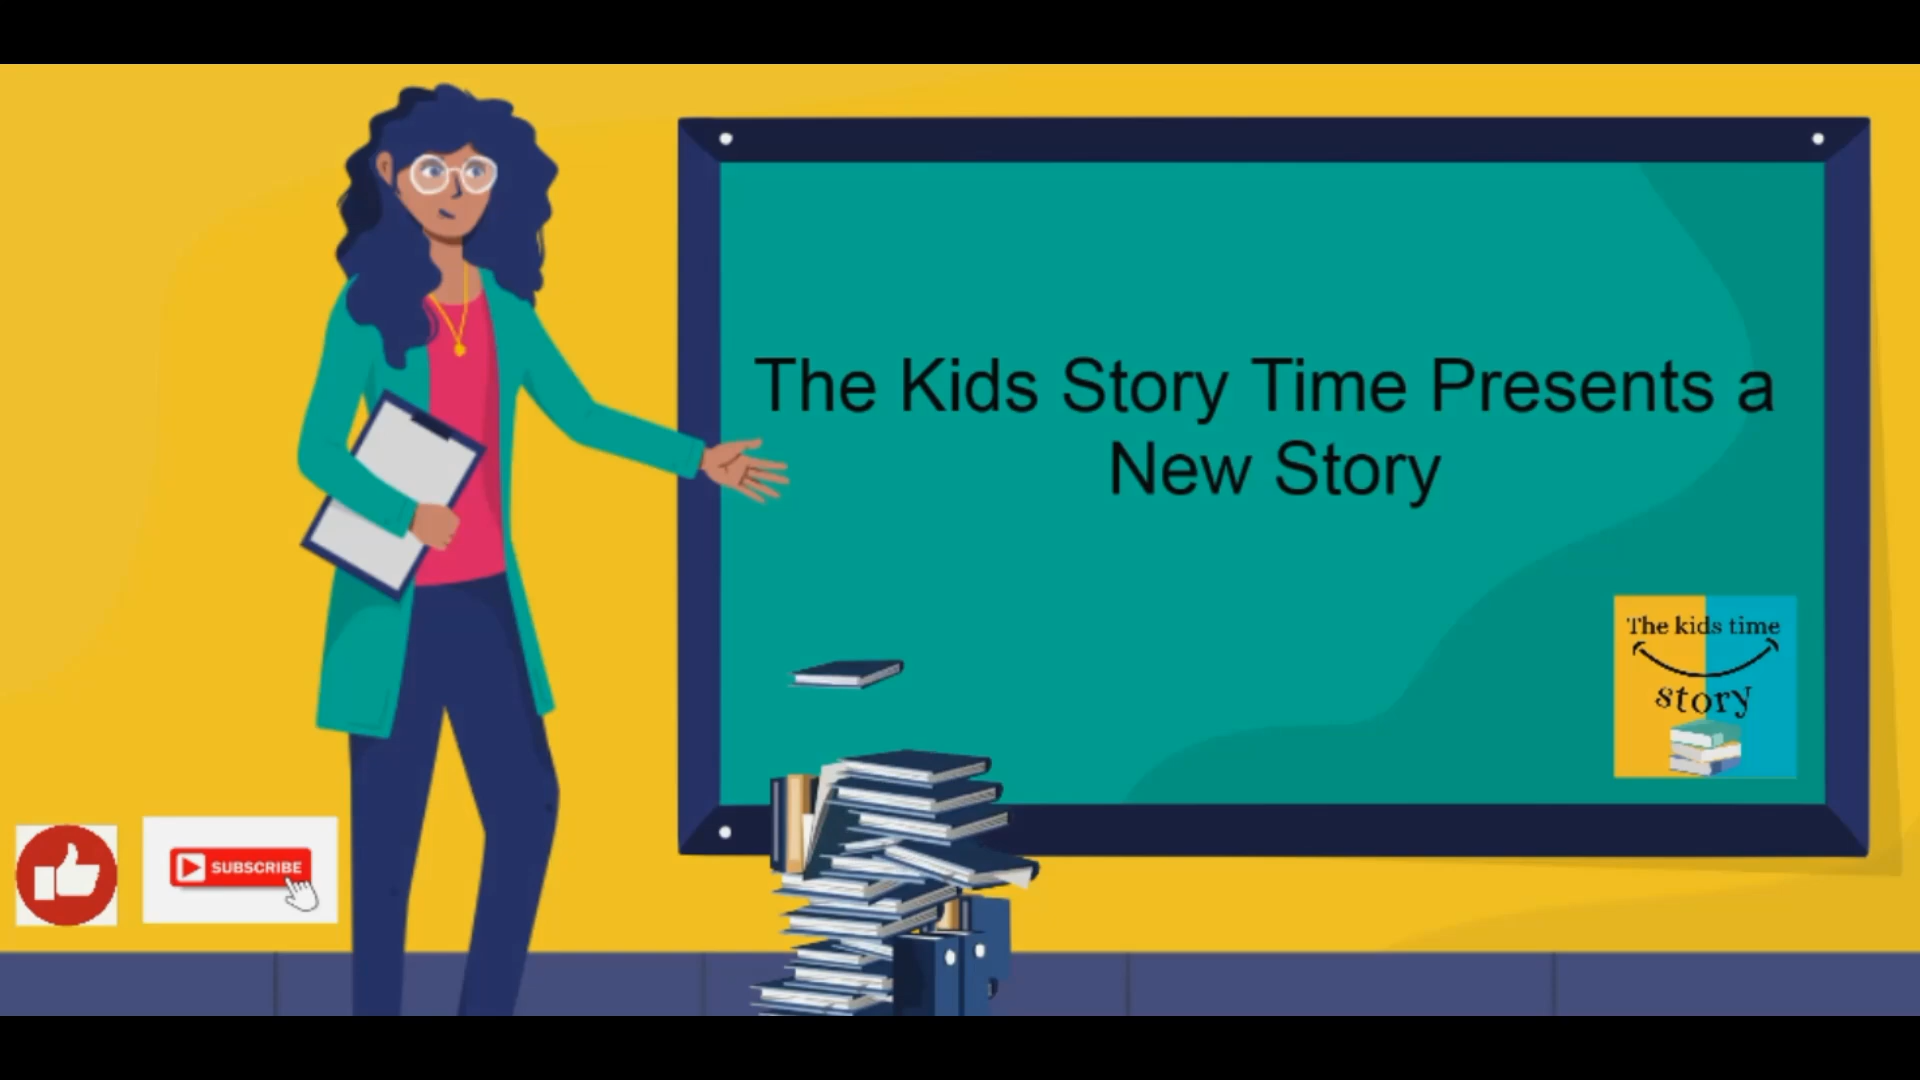 The Kids Story Time Presents a
New Story
The kids time
story
SUBSCRIBE